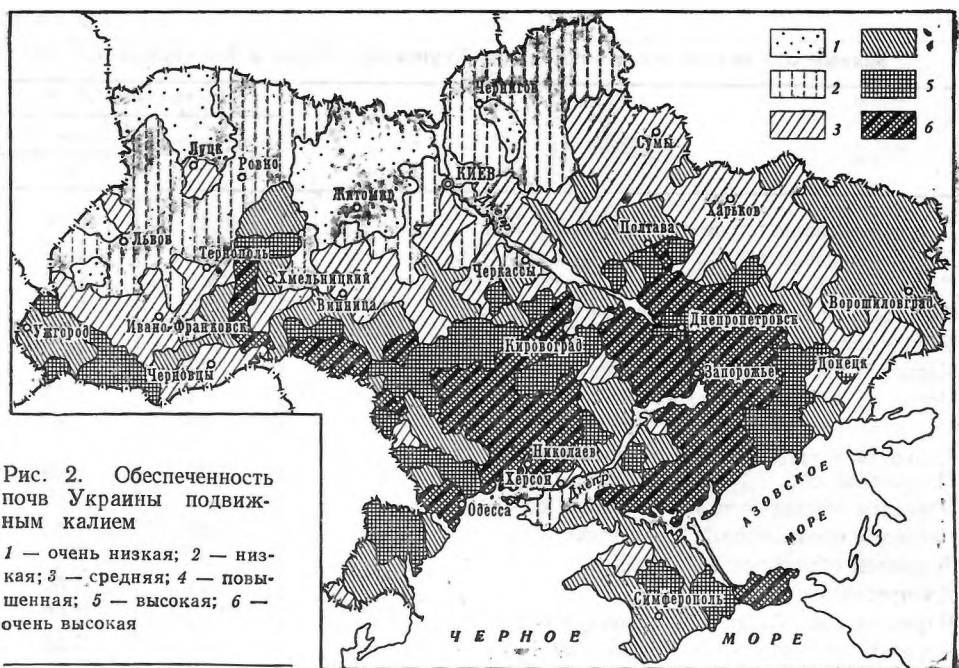 1
2
3
5
6
Чернигов
Сумы
Луцк
Ровно
КИЕВ
Житомир
Харьков
Львов
Полтава
Тернополь
Хмельницкий
Черкассы
Винница
Ворошиловград
Ужгород
Ивано-Франковск
Днепропетровск
Кировоград
Донецк
Черновцы
Запорожье
Николаев
Херсон
Днепр
Одесса
АЗОВСКОЕ
МОРЕ
Симферополь
ЧЕРНОЕ МОРЕ
Рис. 2. Обеспеченность
почв Украины подвиж-
ным калием
1 — очень низкая; 2 — низ-
кая; 3 — средняя; 4 — повы-
шенная; 5 — высокая; 6 —
очень высокая